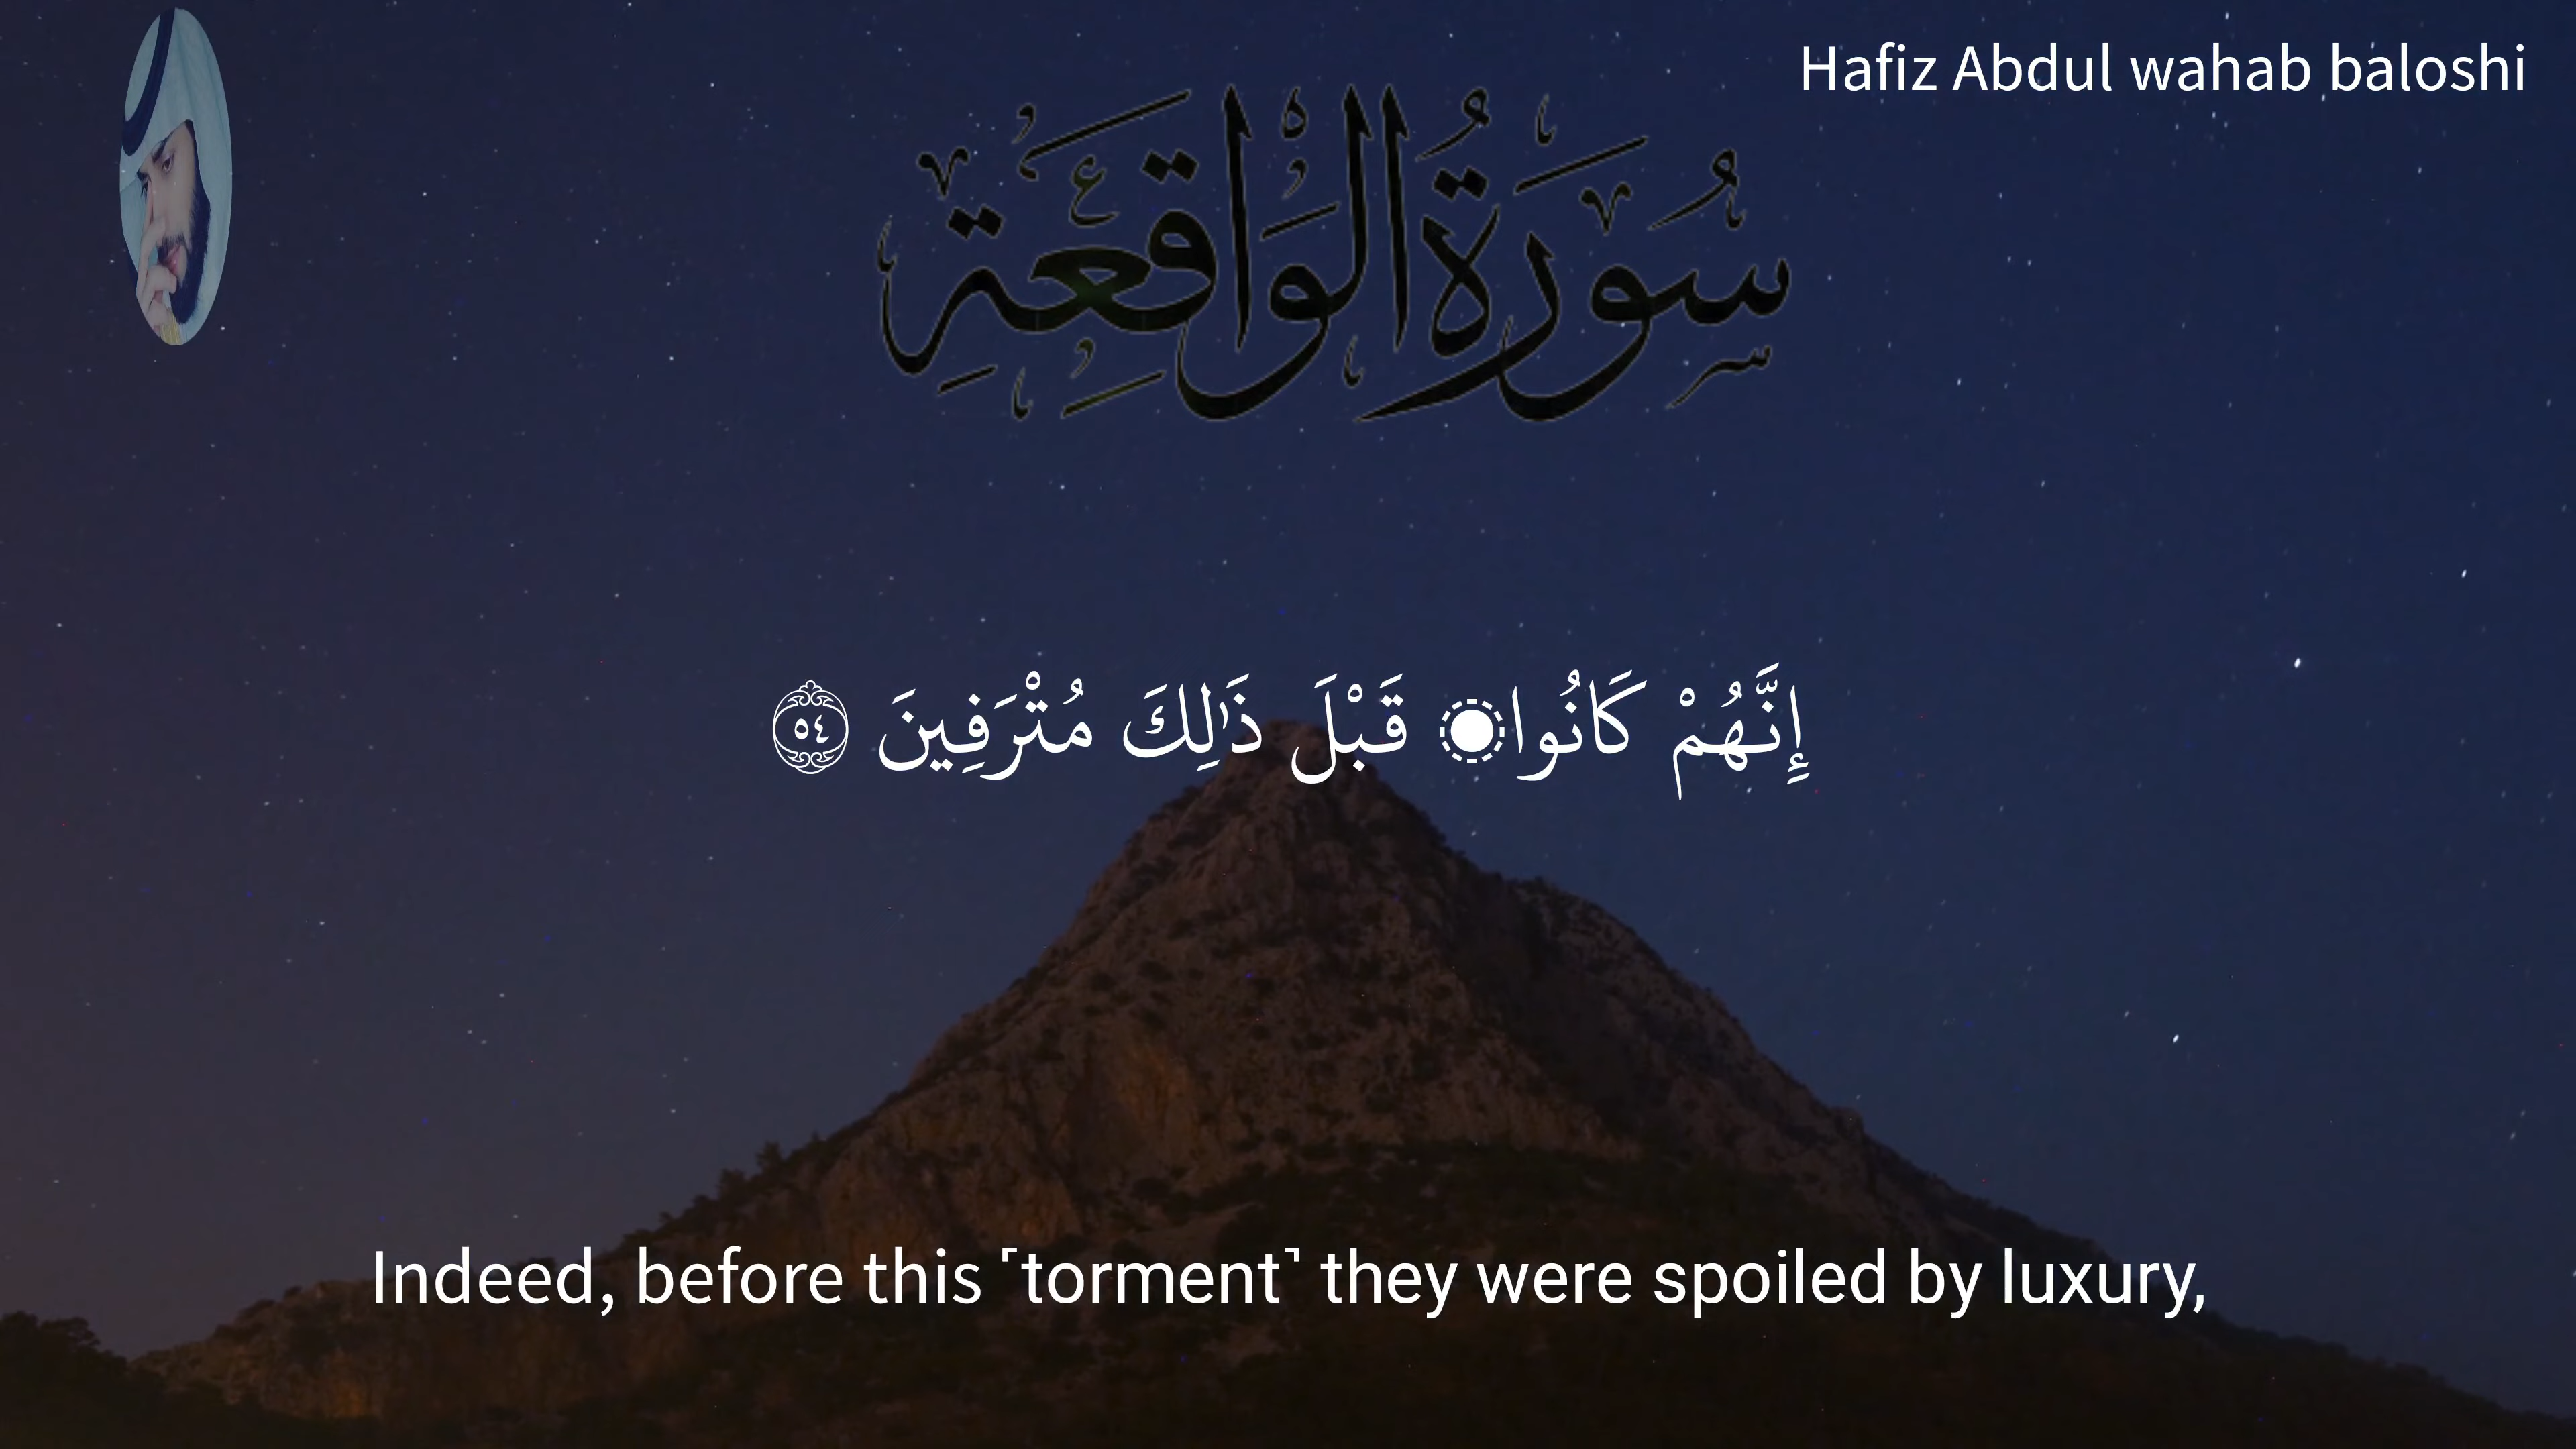 Hafiz Abdul wahab baloshi
سُورَةُ الوَاقِعَةِ
إِنَّهُمْ كَانُوا۟ قَبْلَ ذَٰلِكَ مُتْرَفِينَ ٥٤
Indeed, before this ˹torment˺ they were spoiled by luxury,